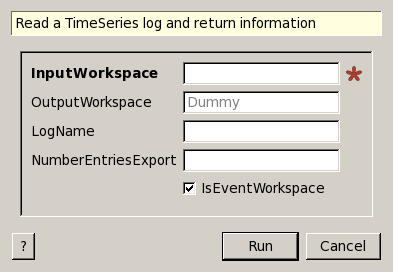 Read a TimeSeries log and return information
InputWorkspace
OutputWorkspace Dummy
LogName
NumberEntriesExport
IsEventWorkspace
? Run Cancel